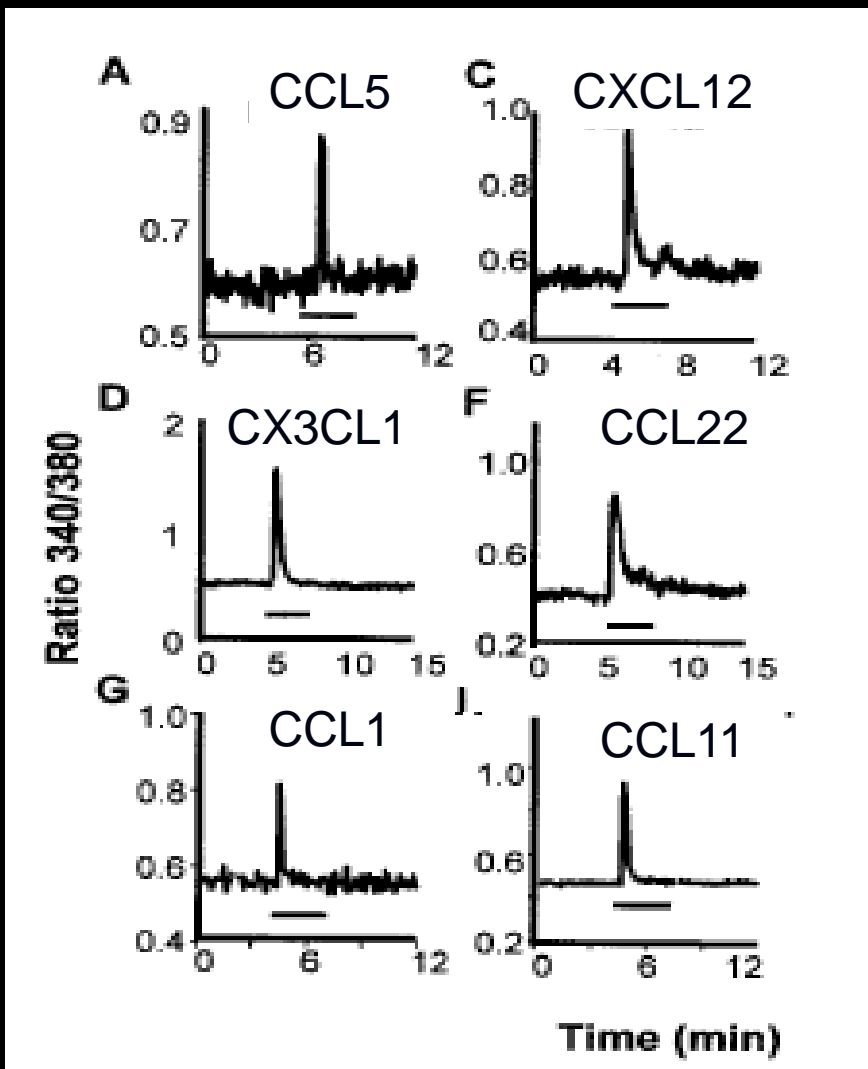 A CCL5 C CXCL12
0.9 1.0
0.7 0.8
0.6
0.5 0.4
0 6 12 0 4 8 12
D CX3CL1 F CCL22
2 1.0
1 0.6
0 0.2
0 5 10 15 0 5 10 15
G CCL1 J CCL11
1.0 1.0
0.8
0.6 0.6
0.4 0.2
0 6 12 0 6 12
Ratio 340/380
Time (min)